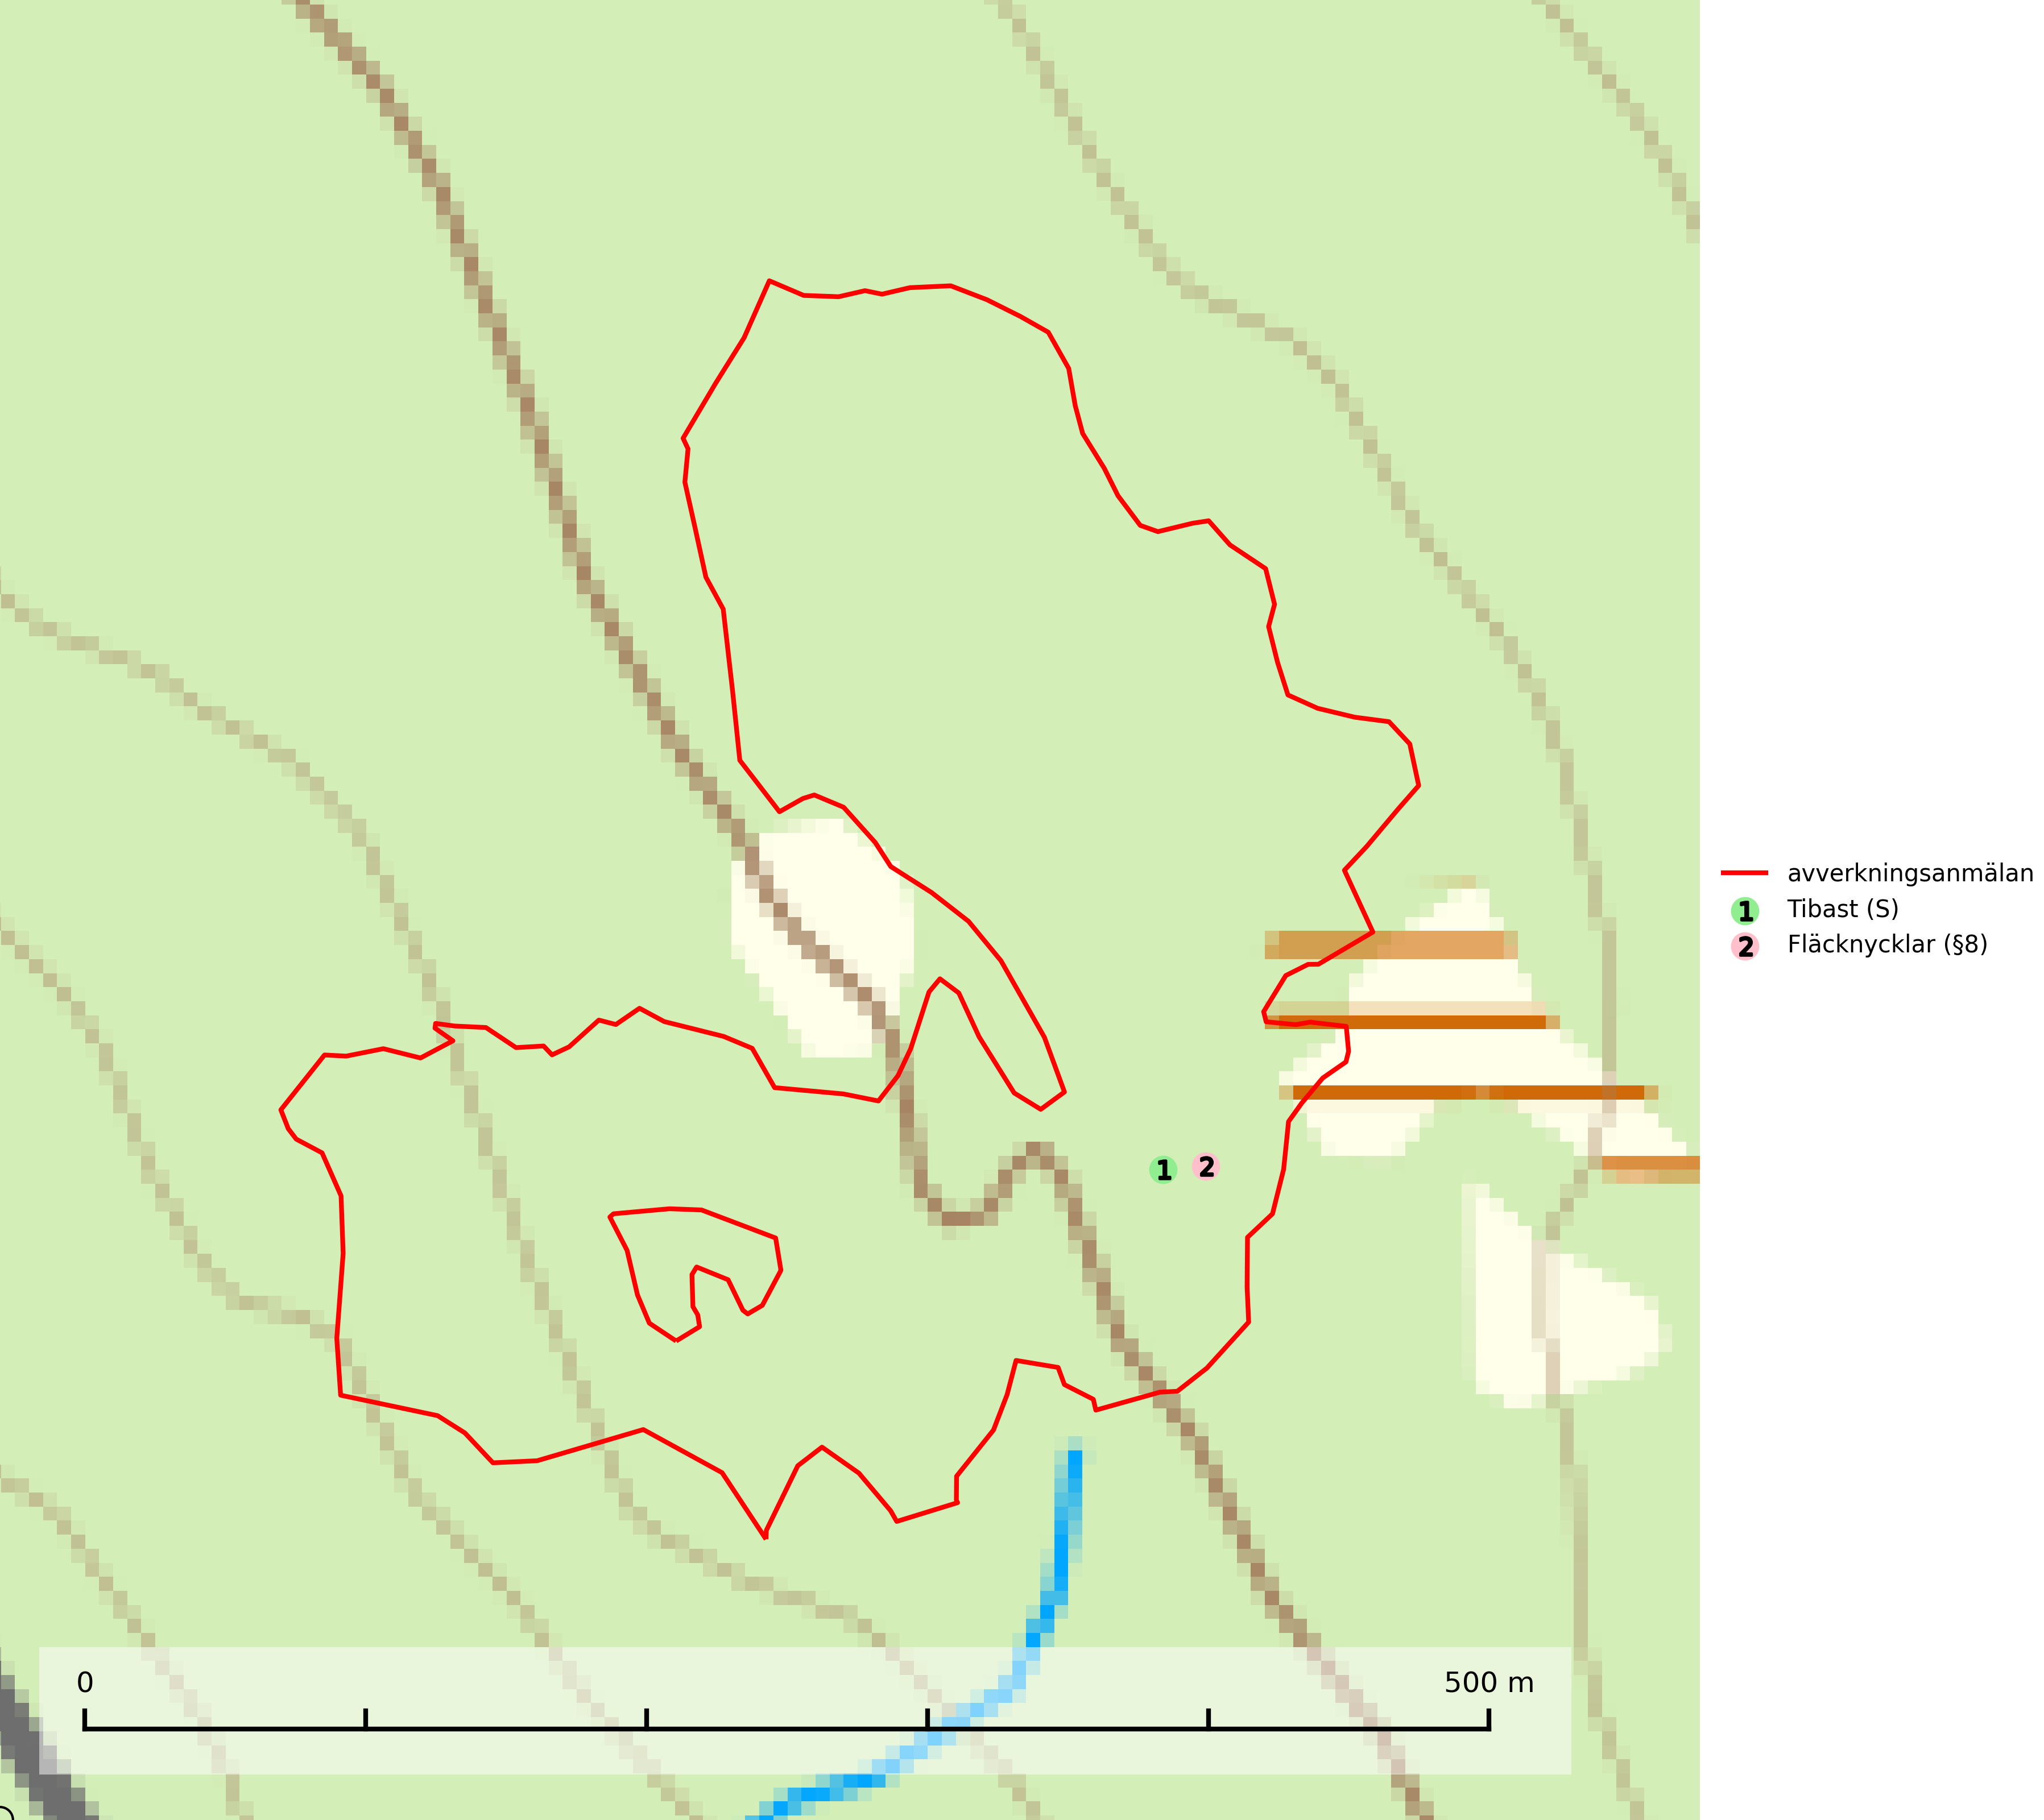 avverkningsanmälan
1 Tibast (S)
2 Fläcknycklar (§8)
1 2
0 500 m